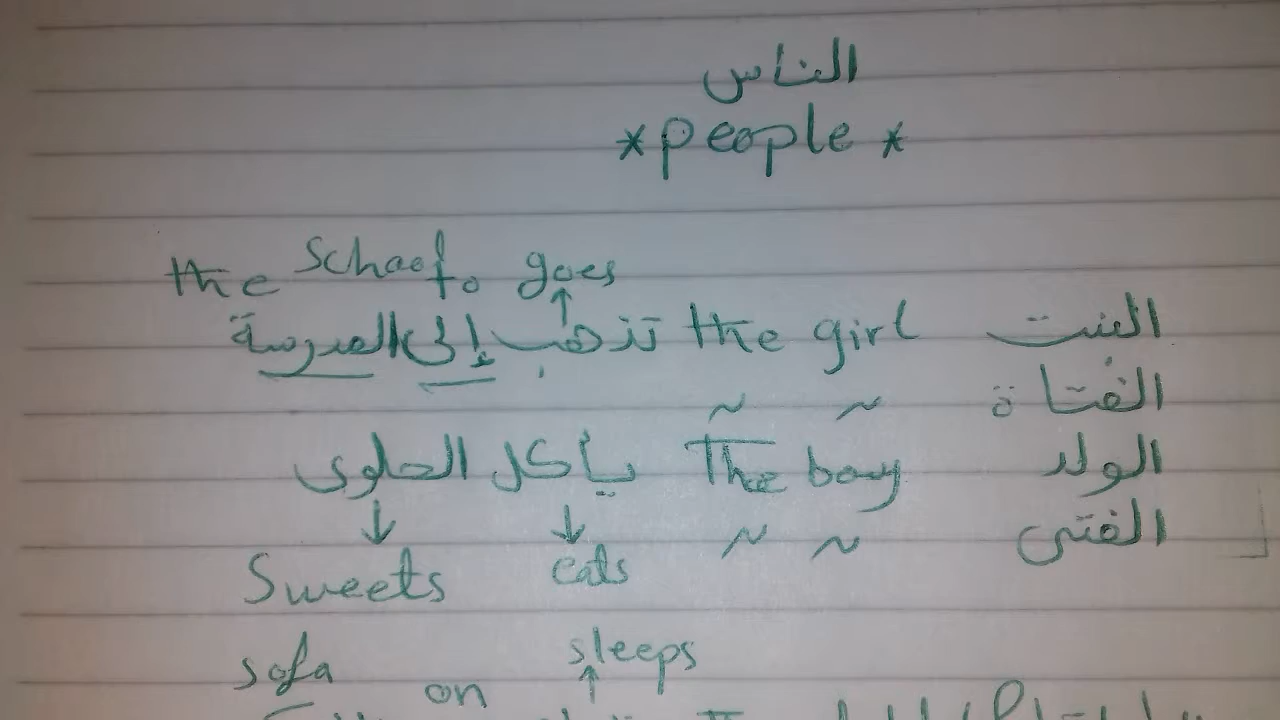 الناس
*people*
the school to goes
البنت the girl تذهب إلى المدرسة
الفتاة ~ ~
الولد The boy يأكل الحلوى
الفتى ~ ~
Sweets eats
sofa on sleeps